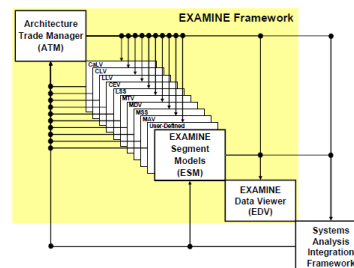 EXAMINE Framework
Architecture
Trade Manager
(ATM)
CaLV
CLV
LLV
CEV
LSS
MTV
MDV
MSS
MAV
User-Defined
EXAMINE
Segment
Models
(ESM)
EXAMINE
Data Viewer
(EDV)
Systems
Analysis
Integration
Framework